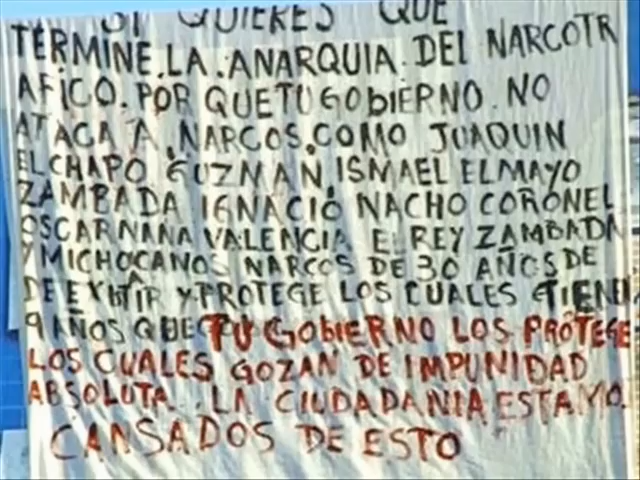 SI QUIERES QUE
TERMINE.LA.ANARQUIA.DEL NARCOTR
AFICO.POR QUE TU GOBIERNO.NO
ATACA A.NARCOS.COMO JUAQUIN
EL CHAPO GUZMAN,ISMAEL EL MAYO
ZAMBADA IGNACIO NACHO CORONEL
OSCAR NANA VALENCIA EL REY ZAMBADA
Y MICHOCANOS NARCOS DE 30 AÑOS DE
DE EXITIR Y PROTEGE LOS CUALES TIENE
9 AÑOS QUE TU GOBIERNO LOS PROTEGE
LOS CUALES GOZAN DE IMPUNIDAD
ABSOLUTA..LA CIUDADANIA ESTAMO.
CANSADOS DE ESTO